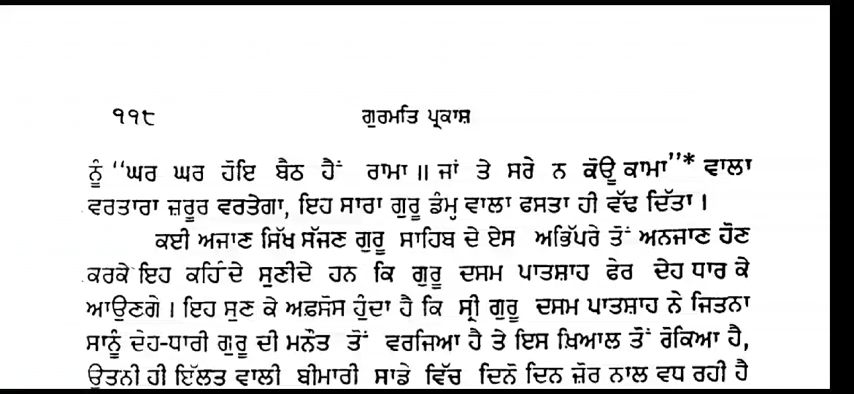 ੧੧੮ ਗੁਰਮਤਿ ਪ੍ਰਕਾਸ਼
ਨੂੰ ‘‘ਘਰ ਘਰ ਹੋਇ ਬੈਠ ਹੈਂ ਰਾਮਾ॥ ਜਾਂ ਤੇ ਸਰੇ ਨ ਕੋਊ ਕਾਮਾ’’* ਵਾਲਾ
ਵਰਤਾਰਾ ਜ਼ਰੂਰ ਵਰਤੇਗਾ, ਇਹ ਸਾਰਾ ਗੁਰੂ ਡੰਮ੍ਹ ਵਾਲਾ ਫਸਤਾ ਹੀ ਵੱਢ ਦਿੱਤਾ।
ਕਈ ਅਜਾਣ ਸਿੱਖ ਸੱਜਣ ਗੁਰੂ ਸਾਹਿਬ ਦੇ ਏਸ ਅਭਿੱਪਰੇ ਤੋਂ ਅਨਜਾਣ ਹੋਣ
ਕਰਕੇ ਇਹ ਕਹਿੰਦੇ ਸੁਣੀਦੇ ਹਨ ਕਿ ਗੁਰੂ ਦਸਮ ਪਾਤਸ਼ਾਹ ਫੇਰ ਦੇਹ ਧਾਰ ਕੇ
ਆਉਣਗੇ। ਇਹ ਸੁਣ ਕੇ ਅਫ਼ਸੋਸ ਹੁੰਦਾ ਹੈ ਕਿ ਸ੍ਰੀ ਗੁਰੂ ਦਸਮ ਪਾਤਸ਼ਾਹ ਨੇ ਜਿਤਨਾ
ਸਾਨੂੰ ਦੇਹ-ਧਾਰੀ ਗੁਰੂ ਦੀ ਮਨੌਤ ਤੋਂ ਵਰਜਿਆ ਹੈ ਤੇ ਇਸ ਖ਼ਿਆਲ ਤੋਂ ਰੋਕਿਆ ਹੈ,
ਉਤਨੀ ਹੀ ਇੱਲਤ ਵਾਲੀ ਬੀਮਾਰੀ ਸਾਡੇ ਵਿੱਚ ਦਿਨੋ ਦਿਨ ਜ਼ੋਰ ਨਾਲ ਵਧ ਰਹੀ ਹੈ